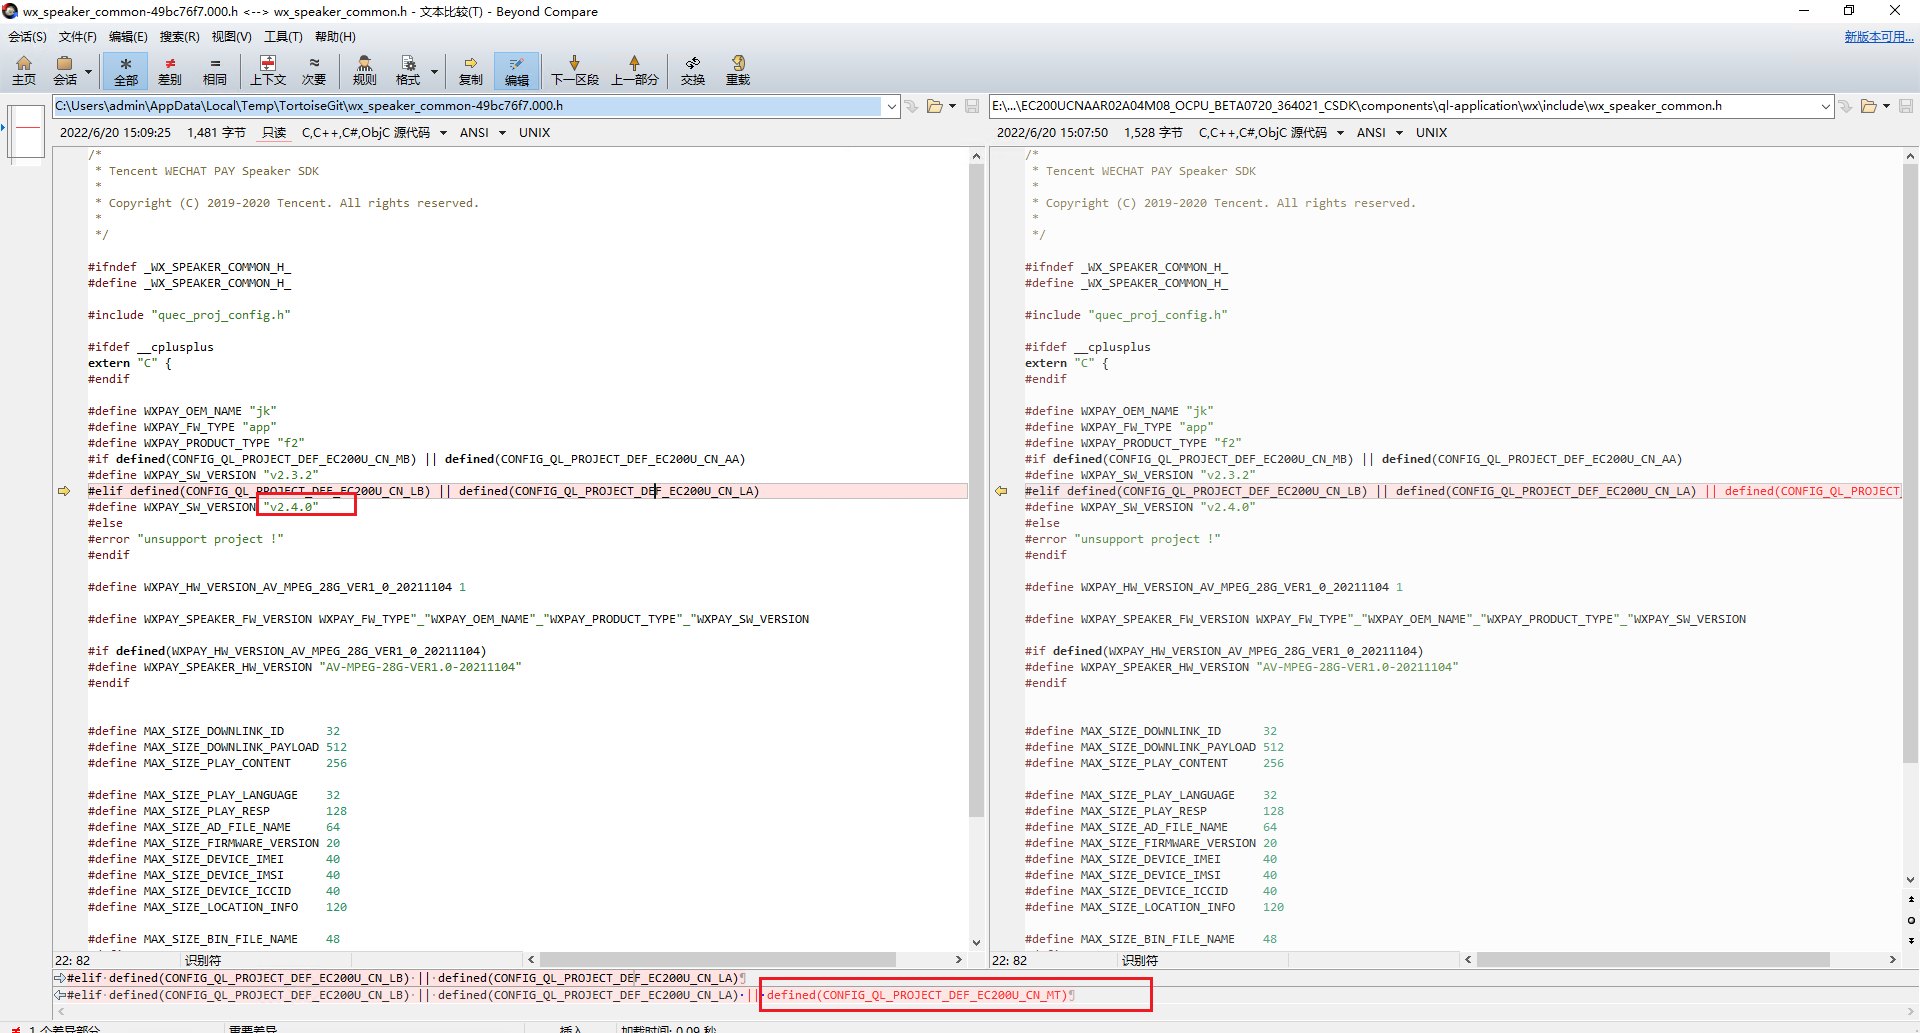 wx_speaker_common-49bc76f7.000.h <--> wx_speaker_common.h - 文本比较(T) - Beyond Compare
会话(S) 文件(F) 编辑(E) 搜索(R) 视图(V) 工具(T) 帮助(H) 新版本可用...
主页 会话 全部 差别 相同 上下文 次要 规则 格式 复制 编辑 下一区段 上一部分 交换 重载
C:\Users\admin\AppData\Local\Temp\TortoiseGit\wx_speaker_common-49bc76f7.000.h
2022/6/20 15:09:25 1,481 字节 只读 C,C++,C#,ObjC 源代码 ANSI UNIX
/*
* Tencent WECHAT PAY Speaker SDK
*
* Copyright (C) 2019-2020 Tencent. All rights reserved.
*
*/
#ifndef _WX_SPEAKER_COMMON_H_
#define _WX_SPEAKER_COMMON_H_
#include "quec_proj_config.h"
#ifdef __cplusplus
extern "C" {
#endif
#define WXPAY_OEM_NAME "jk"
#define WXPAY_FW_TYPE "app"
#define WXPAY_PRODUCT_TYPE "f2"
#if defined(CONFIG_QL_PROJECT_DEF_EC200U_CN_MB) || defined(CONFIG_QL_PROJECT_DEF_EC200U_CN_AA)
#define WXPAY_SW_VERSION "v2.3.2"
#elif defined(CONFIG_QL_PROJECT_DEF_EC200U_CN_LB) || defined(CONFIG_QL_PROJECT_DEF_EC200U_CN_LA)
#define WXPAY_SW_VERSION "v2.4.0"
#else
#error "unsupport project !"
#endif
#define WXPAY_HW_VERSION_AV_MPEG_28G_VER1_0_20211104 1
#define WXPAY_SPEAKER_FW_VERSION WXPAY_FW_TYPE"_"WXPAY_OEM_NAME"_"WXPAY_PRODUCT_TYPE"_"WXPAY_SW_VERSION
#if defined(WXPAY_HW_VERSION_AV_MPEG_28G_VER1_0_20211104)
#define WXPAY_SPEAKER_HW_VERSION "AV-MPEG-28G-VER1.0-20211104"
#endif
#define MAX_SIZE_DOWNLINK_ID 32
#define MAX_SIZE_DOWNLINK_PAYLOAD 512
#define MAX_SIZE_PLAY_CONTENT 256
#define MAX_SIZE_PLAY_LANGUAGE 32
#define MAX_SIZE_PLAY_RESP 128
#define MAX_SIZE_AD_FILE_NAME 64
#define MAX_SIZE_FIRMWARE_VERSION 20
#define MAX_SIZE_DEVICE_IMEI 40
#define MAX_SIZE_DEVICE_IMSI 40
#define MAX_SIZE_DEVICE_ICCID 40
#define MAX_SIZE_LOCATION_INFO 120
#define MAX_SIZE_BIN_FILE_NAME 48
22: 82 识别符
E:\...\EC200UCNAAR02A04M08_OCPU_BETA0720_364021_CSDK\components\ql-application\wx\include\wx_speaker_common.h
2022/6/20 15:07:50 1,528 字节 C,C++,C#,ObjC 源代码 ANSI UNIX
/*
* Tencent WECHAT PAY Speaker SDK
*
* Copyright (C) 2019-2020 Tencent. All rights reserved.
*
*/
#ifndef _WX_SPEAKER_COMMON_H_
#define _WX_SPEAKER_COMMON_H_
#include "quec_proj_config.h"
#ifdef __cplusplus
extern "C" {
#endif
#define WXPAY_OEM_NAME "jk"
#define WXPAY_FW_TYPE "app"
#define WXPAY_PRODUCT_TYPE "f2"
#if defined(CONFIG_QL_PROJECT_DEF_EC200U_CN_MB) || defined(CONFIG_QL_PROJECT_DEF_EC200U_CN_AA)
#define WXPAY_SW_VERSION "v2.3.2"
#elif defined(CONFIG_QL_PROJECT_DEF_EC200U_CN_LB) || defined(CONFIG_QL_PROJECT_DEF_EC200U_CN_LA) || defined(CONFIG_QL_PROJECT_
#define WXPAY_SW_VERSION "v2.4.0"
#else
#error "unsupport project !"
#endif
#define WXPAY_HW_VERSION_AV_MPEG_28G_VER1_0_20211104 1
#define WXPAY_SPEAKER_FW_VERSION WXPAY_FW_TYPE"_"WXPAY_OEM_NAME"_"WXPAY_PRODUCT_TYPE"_"WXPAY_SW_VERSION
#if defined(WXPAY_HW_VERSION_AV_MPEG_28G_VER1_0_20211104)
#define WXPAY_SPEAKER_HW_VERSION "AV-MPEG-28G-VER1.0-20211104"
#endif
#define MAX_SIZE_DOWNLINK_ID 32
#define MAX_SIZE_DOWNLINK_PAYLOAD 512
#define MAX_SIZE_PLAY_CONTENT 256
#define MAX_SIZE_PLAY_LANGUAGE 32
#define MAX_SIZE_PLAY_RESP 128
#define MAX_SIZE_AD_FILE_NAME 64
#define MAX_SIZE_FIRMWARE_VERSION 20
#define MAX_SIZE_DEVICE_IMEI 40
#define MAX_SIZE_DEVICE_IMSI 40
#define MAX_SIZE_DEVICE_ICCID 40
#define MAX_SIZE_LOCATION_INFO 120
#define MAX_SIZE_BIN_FILE_NAME 48
22: 82 识别符
#elif·defined(CONFIG_QL_PROJECT_DEF_EC200U_CN_LB)·||·defined(CONFIG_QL_PROJECT_DEF_EC200U_CN_LA)¶
#elif·defined(CONFIG_QL_PROJECT_DEF_EC200U_CN_LB)·||·defined(CONFIG_QL_PROJECT_DEF_EC200U_CN_LA)·||·defined(CONFIG_QL_PROJECT_DEF_EC200U_CN_MT)¶
1 个差异部分 重要差异 插入 加载时间: 0.09 秒